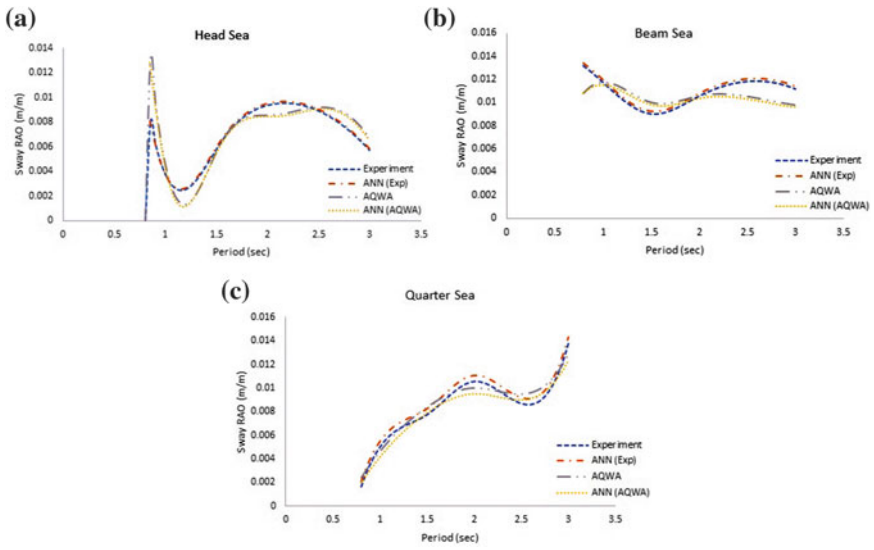 (a)
Head Sea
0.014
0.012
0.01
0.008
0.006
0.004
0.002
0
Sway RAO (m/m)
Experiment
ANN (Exp)
AQWA
ANN (AQWA)
0 0.5 1 1.5 2 2.5 3 3.5
Period (sec)
(b)
Beam Sea
0.016
0.014
0.012
0.01
0.008
0.006
0.004
0.002
0
Sway RAO (m/m)
Experiment
ANN (Exp)
AQWA
ANN (AQWA)
0 0.5 1 1.5 2 2.5 3 3.5
Period (sec)
(c)
Quarter Sea
0.016
0.014
0.012
0.01
0.008
0.006
0.004
0.002
0
Sway RAO (m/m)
Experiment
ANN (Exp)
AQWA
ANN (AQWA)
0 0.5 1 1.5 2 2.5 3 3.5
Period (sec)